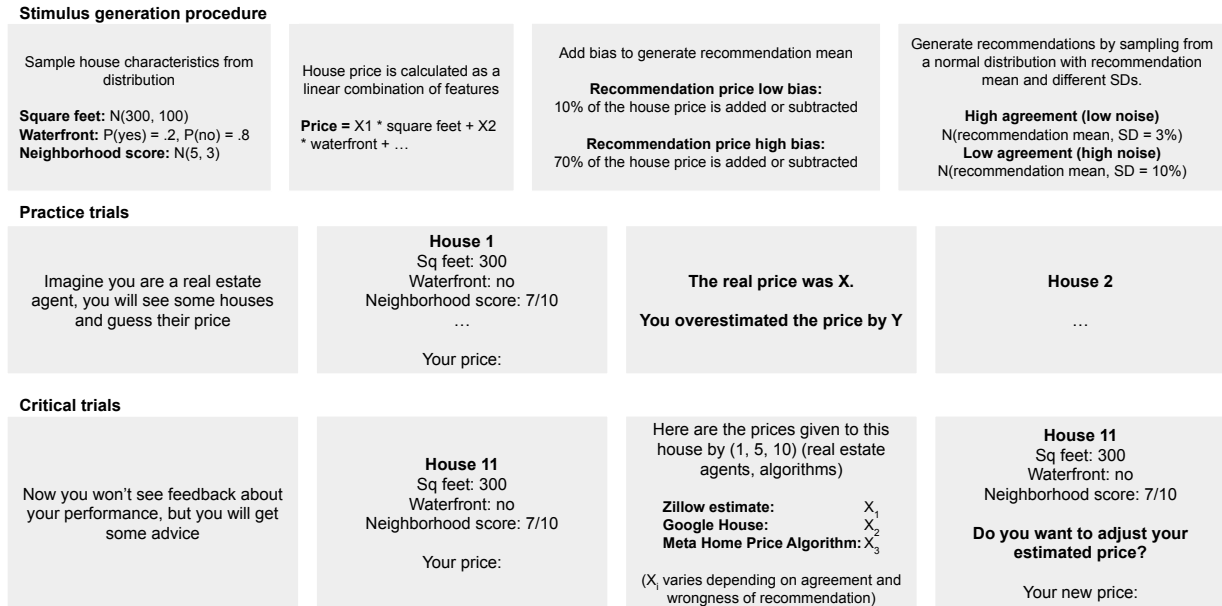 Stimulus generation procedure
Sample house characteristics from
distribution
Square feet: N(300, 100)
Waterfront: P(yes) = .2, P(no) = .8
Neighborhood score: N(5, 3)
House price is calculated as a
linear combination of features
Price = X1 * square feet + X2
* waterfront + …
Add bias to generate recommendation mean
Recommendation price low bias:
10% of the house price is added or subtracted
Recommendation price high bias:
70% of the house price is added or subtracted
Generate recommendations by sampling from
a normal distribution with recommendation
mean and different SDs.
High agreement (low noise)
N(recommendation mean, SD = 3%)
Low agreement (high noise)
N(recommendation mean, SD = 10%)
Practice trials
Imagine you are a real estate
agent, you will see some houses
and guess their price
House 1
Sq feet: 300
Waterfront: no
Neighborhood score: 7/10
…
Your price:
The real price was X.
You overestimated the price by Y
House 2
…
Critical trials
Now you won’t see feedback about
your performance, but you will get
some advice
House 11
Sq feet: 300
Waterfront: no
Neighborhood score: 7/10
Your price:
Here are the prices given to this
house by (1, 5, 10) (real estate
agents, algorithms)
Zillow estimate: X₁
Google House: X₂
Meta Home Price Algorithm: X₃
(Xᵢ varies depending on agreement and
wrongness of recommendation)
House 11
Sq feet: 300
Waterfront: no
Neighborhood score: 7/10
Do you want to adjust your
estimated price?
Your new price: